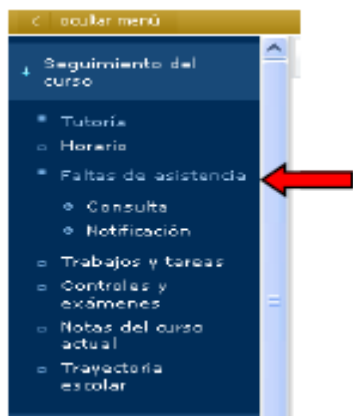 ocultar menú
Seguimiento del
curso
Tutoría
Horario
Faltas de asistencia
Consulta
Notificación
Trabajos y tareas
Controles y
exámenes
Notas del curso
actual
Trayectoria
escolar